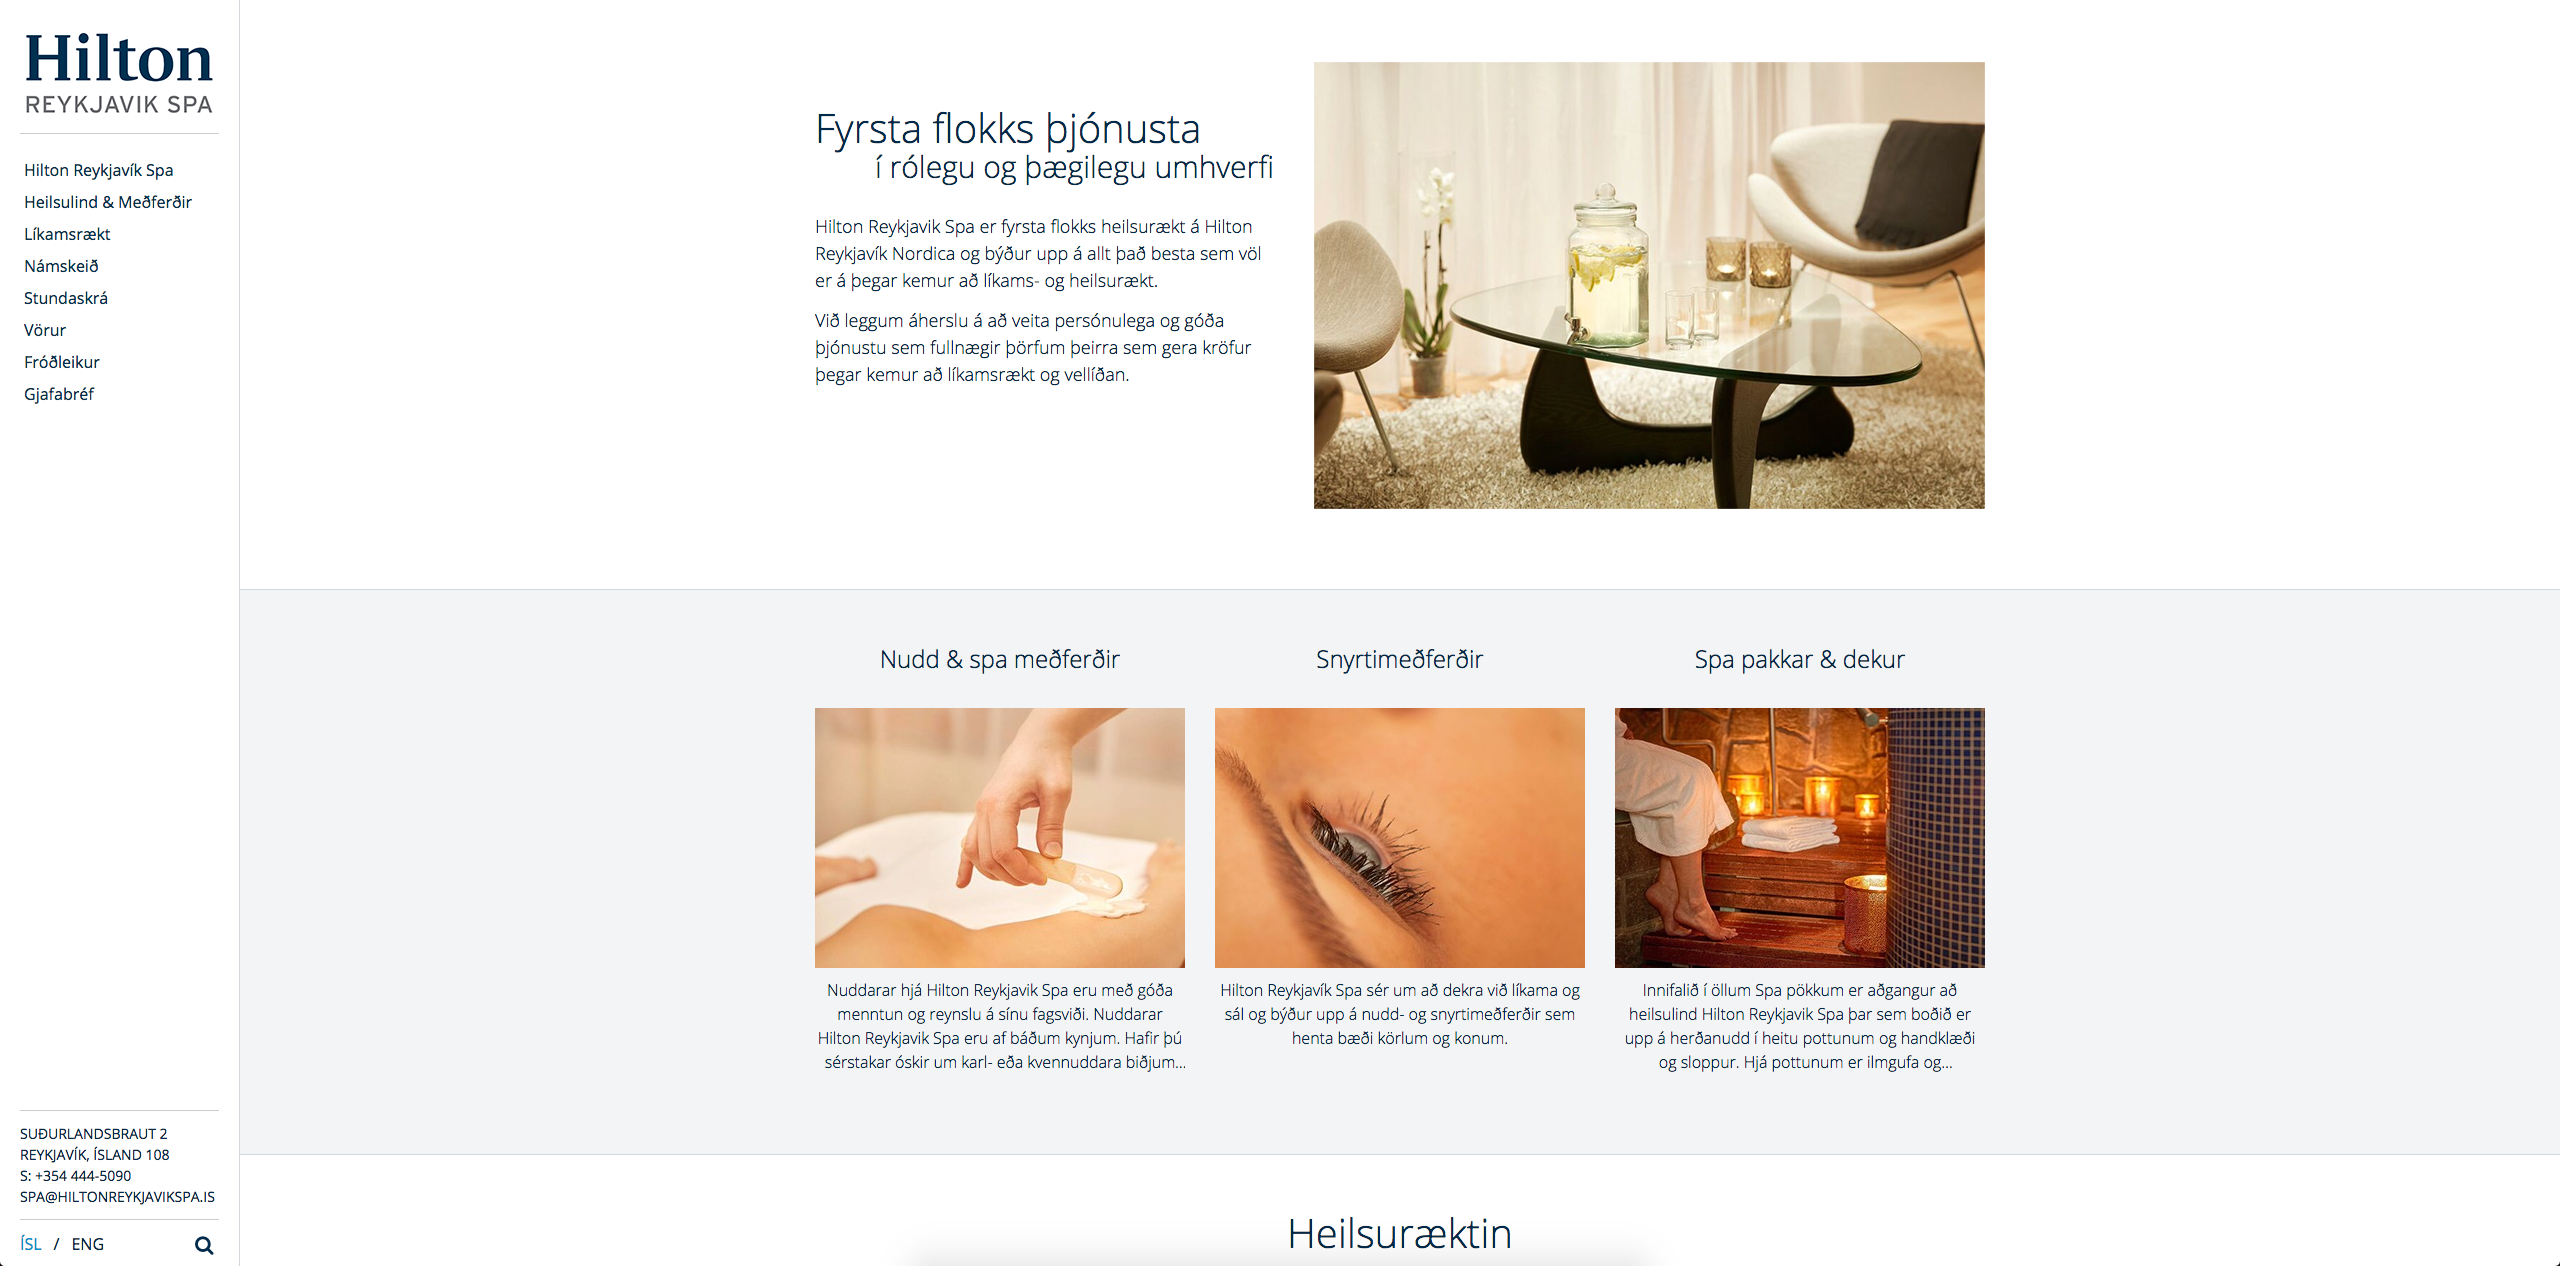 Hilton
REYKJAVIK SPA
Hilton Reykjavík Spa
Heilsulind & Meðferðir
Líkamsrækt
Námskeið
Stundaskrá
Vörur
Fróðleikur
Gjafabréf
SUÐURLANDSBRAUT 2
REYKJAVÍK, ÍSLAND 108
S: +354 444-5090
SPA@HILTONREYKJAVIKSPA.IS
ÍSL / ENG
Fyrsta flokks þjónusta
í rólegu og þægilegu umhverfi
Hilton Reykjavik Spa er fyrsta flokks heilsurækt á Hilton
Reykjavík Nordica og býður upp á allt það besta sem völ
er á þegar kemur að líkams- og heilsurækt.
Við leggum áherslu á að veita persónulega og góða
þjónustu sem fullnægir þörfum þeirra sem gera kröfur
þegar kemur að líkamsrækt og vellíðan.
Nudd & spa meðferðir
Nuddarar hjá Hilton Reykjavik Spa eru með góða
menntun og reynslu á sínu fagsviði. Nuddarar
Hilton Reykjavik Spa eru af báðum kynjum. Hafir þú
sérstakar óskir um karl- eða kvennuddara biðjum...
Snyrtimeðferðir
Hilton Reykjavík Spa sér um að dekra við líkama og
sál og býður upp á nudd- og snyrtimeðferðir sem
henta bæði körlum og konum.
Spa pakkar & dekur
Innifalið í öllum Spa pökkum er aðgangur að
heilsulind Hilton Reykjavik Spa þar sem boðið er
upp á herðanudd í heitu pottunum og handklæði
og sloppur. Hjá pottunum er ilmgufa og...
Heilsuræktin